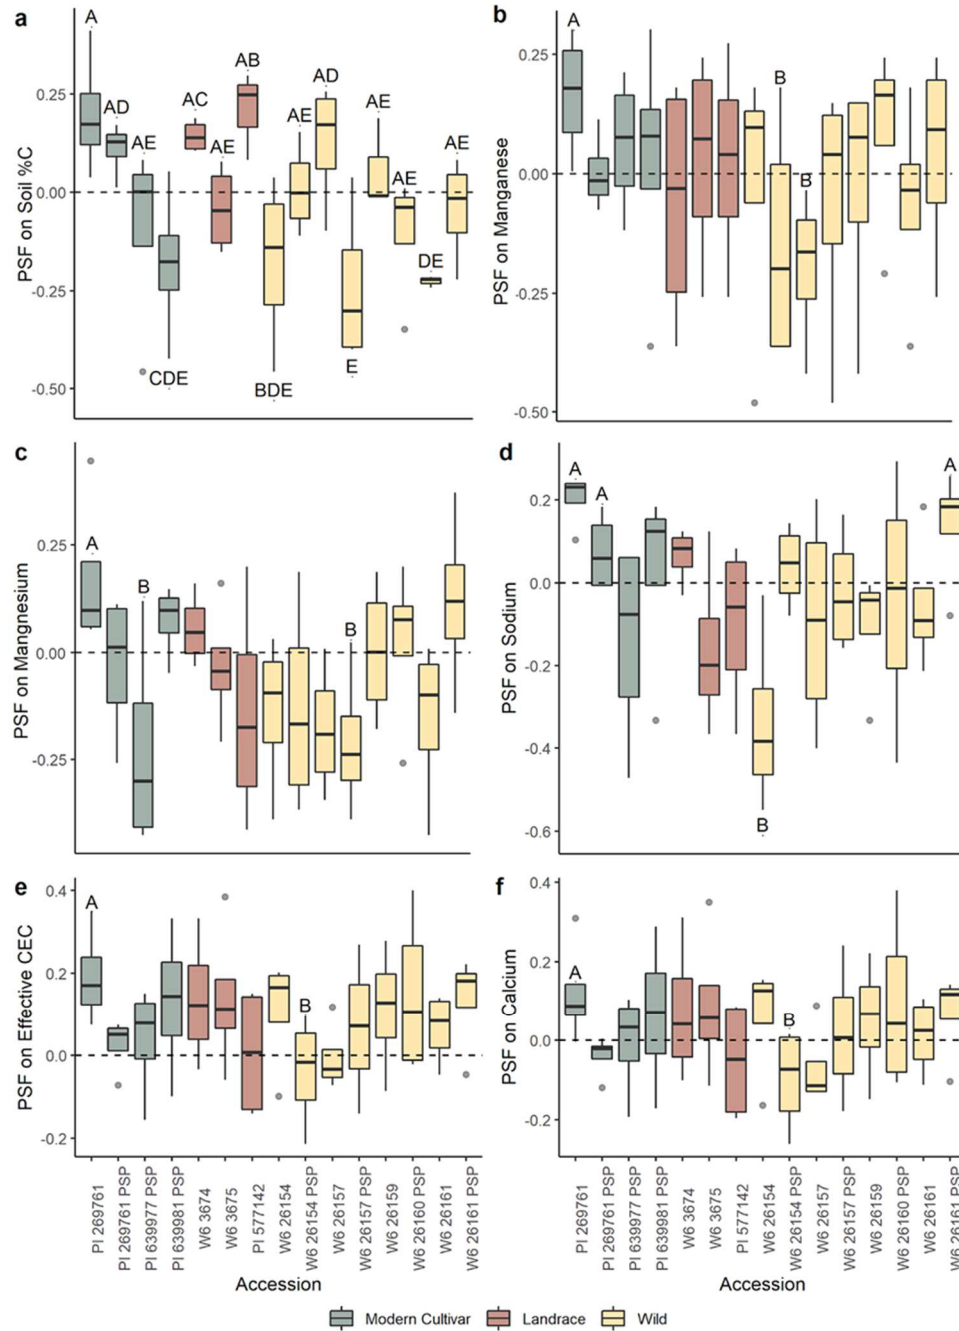 a
PSF on Soil %C
0.25
0.00
-0.25
-0.50
A
AD
AE
CDE
AC
AE
AB
BDE
AE
AD
E
AE
AE
DE
AE
b
PSF on Manganese
0.25
0.00
-0.25
-0.50
A
B
B
c
PSF on Mangnesium
0.25
0.00
-0.25
A
B
B
d
PSF on Sodium
0.2
0.0
-0.2
-0.4
-0.6
A
A
B
A
e
PSF on Effective CEC
0.4
0.2
0.0
-0.2
A
B
f
PSF on Calcium
0.4
0.2
0.0
-0.2
A
B
PI 269761
PI 269761 PSP
PI 639977 PSP
PI 639981 PSP
W6 3674
W6 3675
PI 577142
W6 26154
W6 26154 PSP
W6 26157
W6 26157 PSP
W6 26159
W6 26160 PSP
W6 26161
W6 26161 PSP
Accession
PI 269761
PI 269761 PSP
PI 639977 PSP
PI 639981 PSP
W6 3674
W6 3675
PI 577142
W6 26154
W6 26154 PSP
W6 26157
W6 26157 PSP
W6 26159
W6 26160 PSP
W6 26161
W6 26161 PSP
Accession
Modern Cultivar Landrace Wild